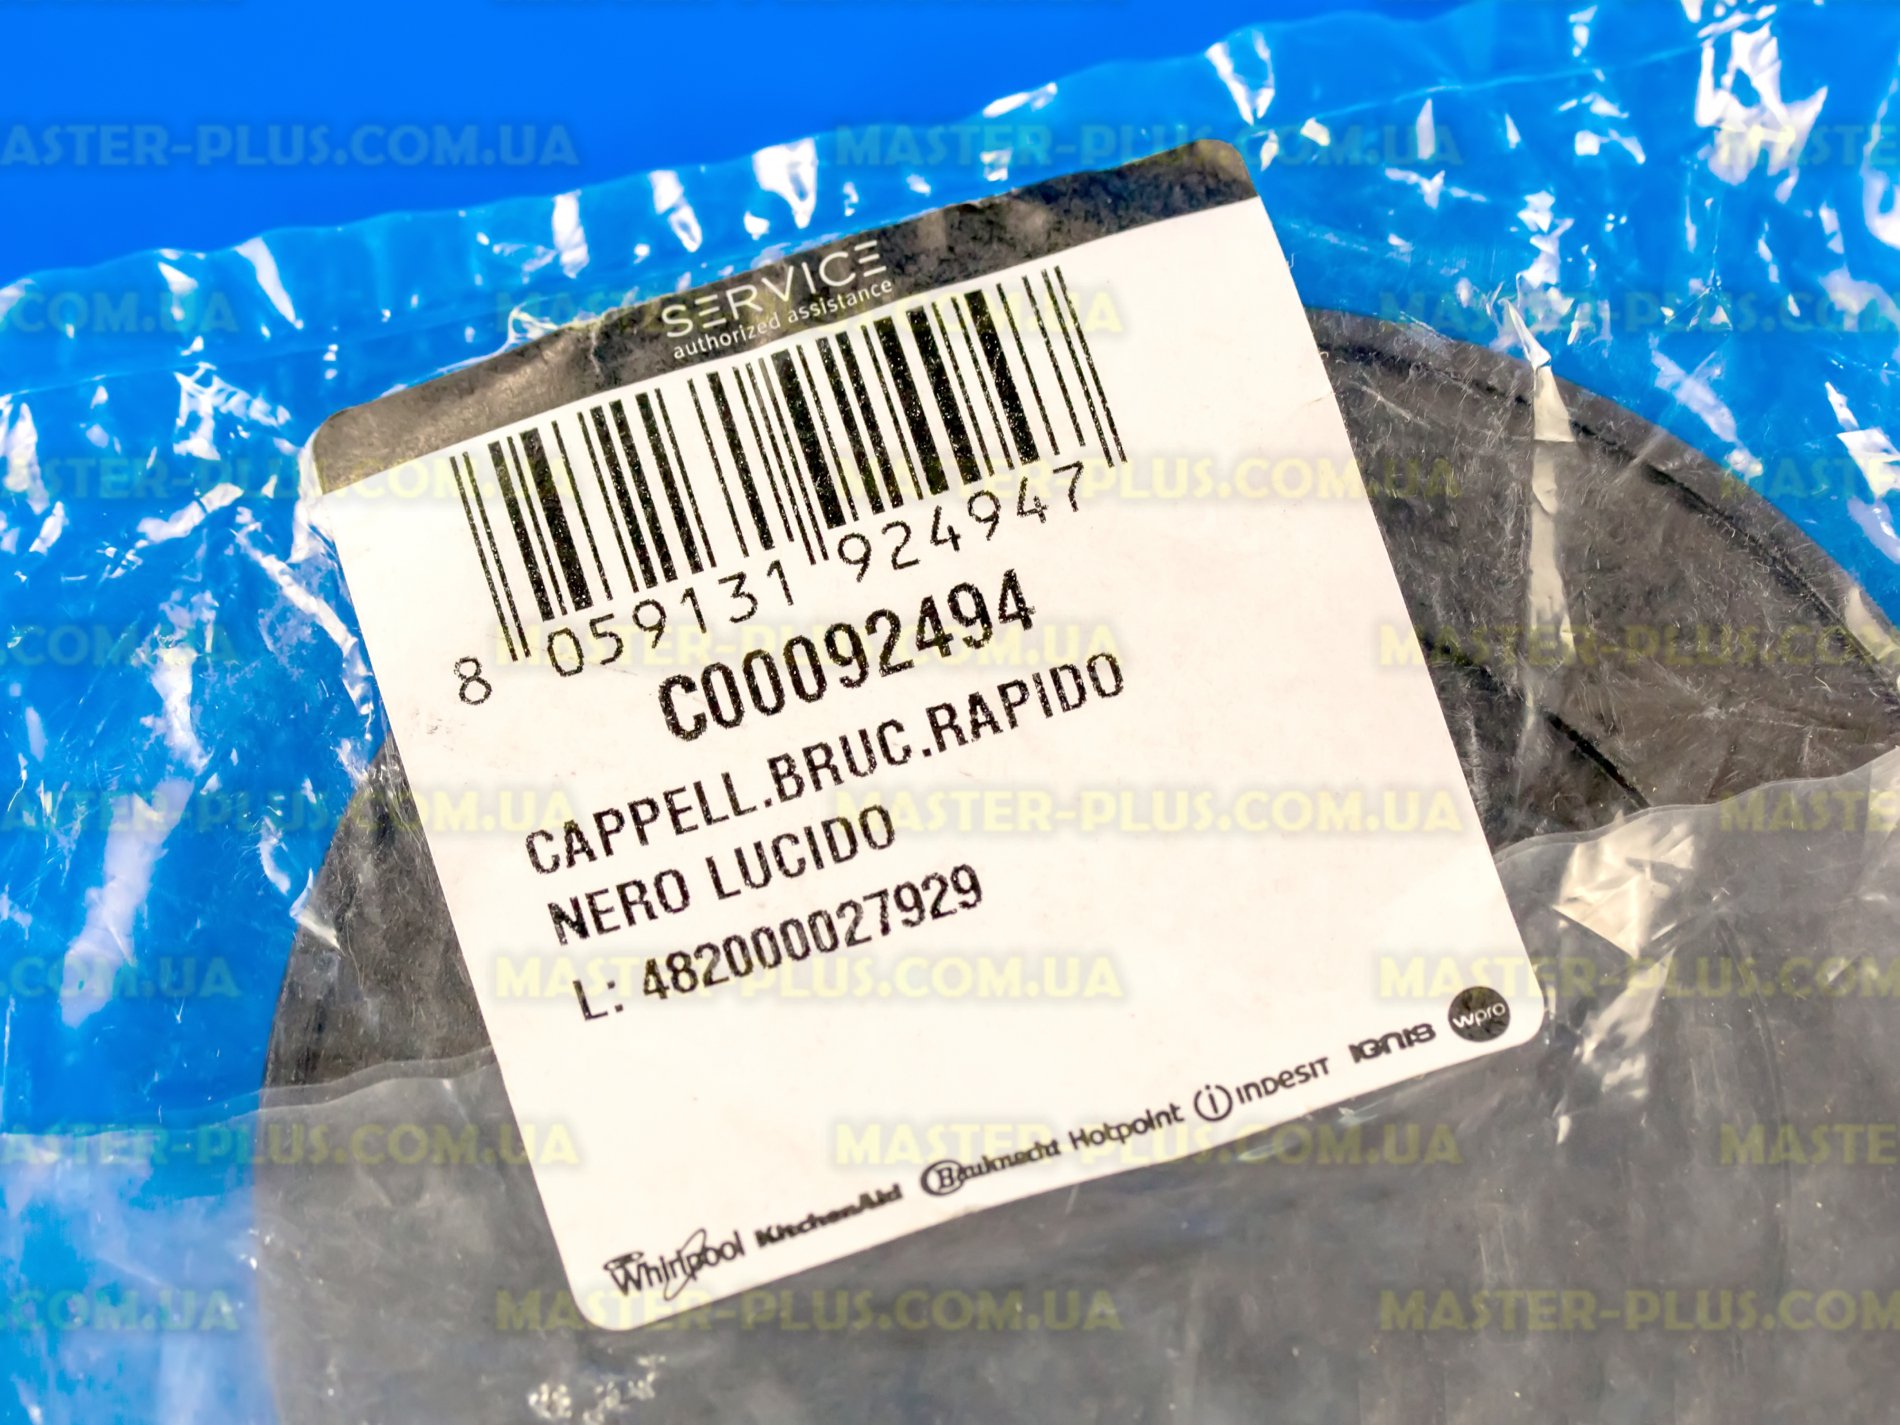 SERVICE
authorized assistance
8 059131 924947
C00092494
CAPPELL.BRUC.RAPIDO
NERO LUCIDO
L: 482000027929
Whirlpool KitchenAid Bauknecht Hotpoint indesit IGNIS wpro
MASTER-PLUS.COM.UA